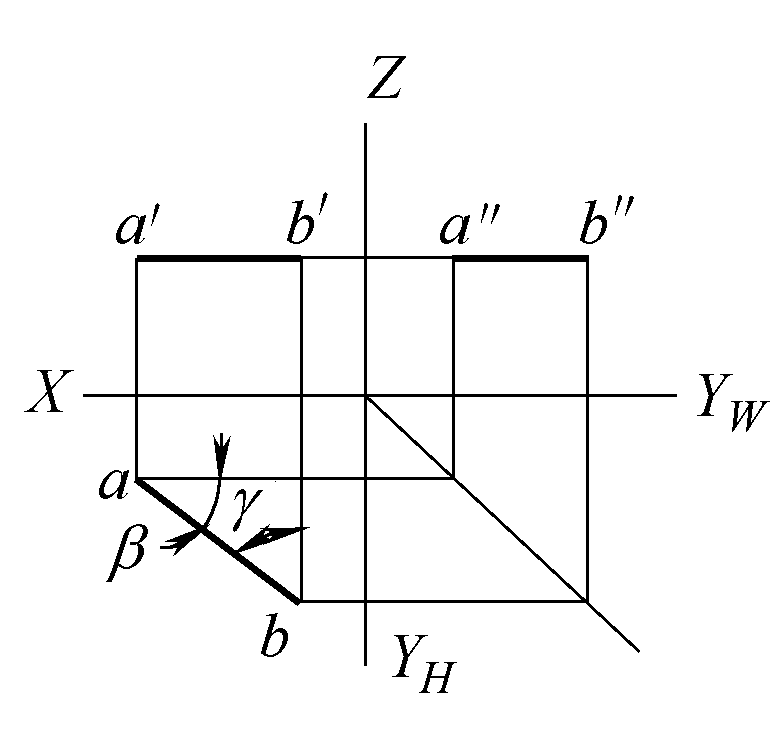 Z
a′ b′ a″ b″
X Y_W
a γ
β
b Y_H